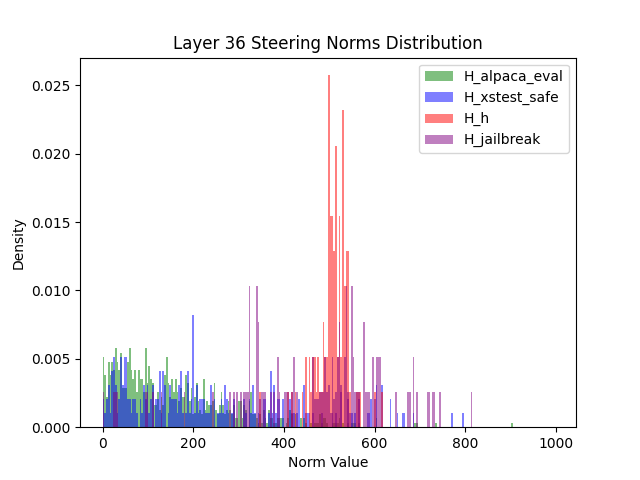 Layer 36 Steering Norms Distribution
H_alpaca_eval
H_xstest_safe
H_h
H_jailbreak
Density
0.025
0.020
0.015
0.010
0.005
0.000
0 200 400 600 800 1000
Norm Value